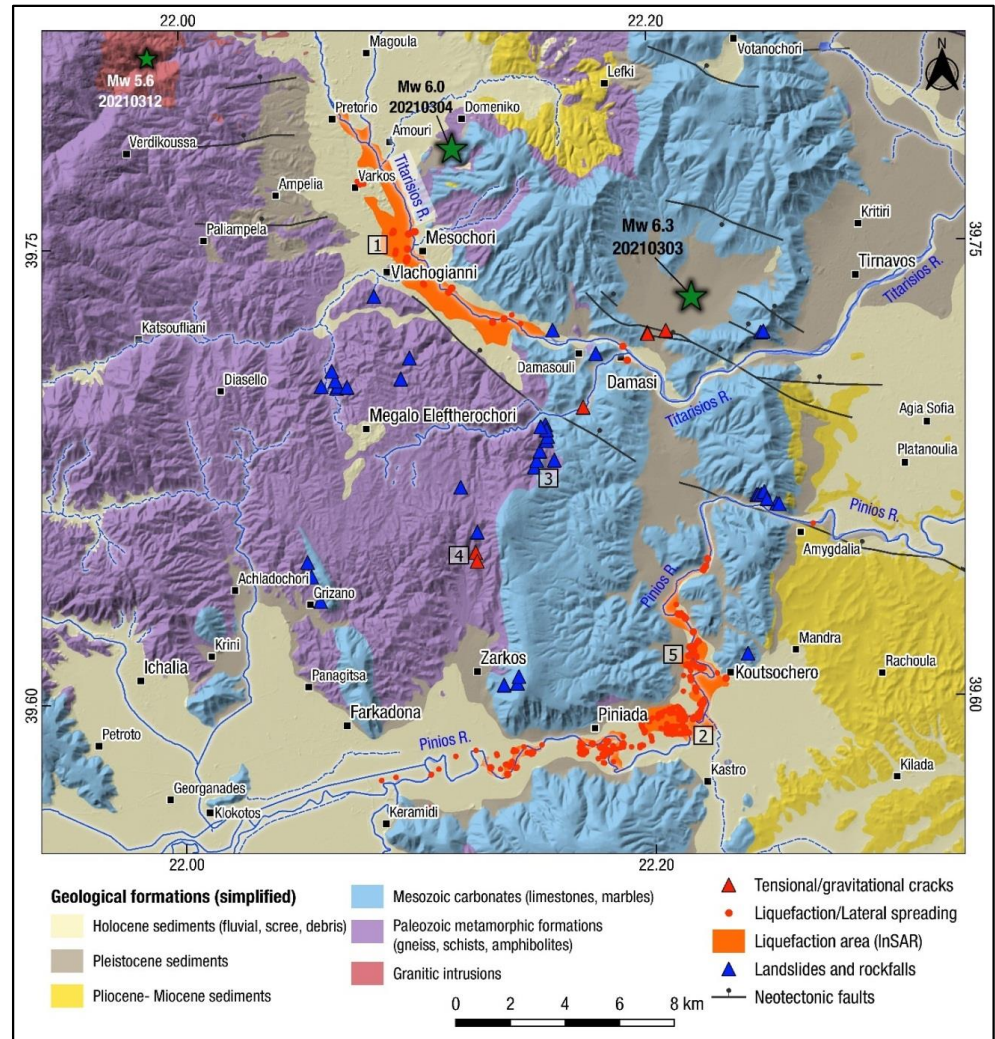 22.00
22.20
Magoula
Votanochori
N
Mw 5.6
20210312
Mw 6.0
20210304
Lefki
Pretorio
Domeniko
Amouri
Verdikoussa
Titarisios R.
Varkos
Ampelia
Kritiri
Mw 6.3
20210303
Paliampela
1
Mesochori
39.75
39.75
Vlachogianni
Tirnavos
Titarisios R.
Katsoufliani
Damasouli
Damasi
Diasello
Titarisios R.
Agia Sofia
Megalo Eleftherochori
Platanoulia
3
Pinios R.
4
Amygdalia
Achladochori
Grizano
Pinios R.
Krini
Zarkos
5
Mandra
Ichalia
Panagitsa
Koutsochero
Rachoula
39.60
39.60
Farkadona
Piniada
2
Petroto
Pinios R.
Kastro
Kilada
Georganades
Klokotos
Keramidi
22.00
22.20
Geological formations (simplified)
Holocene sediments (fluvial, scree, debris)
Pleistocene sediments
Pliocene- Miocene sediments
Mesozoic carbonates (limestones, marbles)
Paleozoic metamorphic formations
(gneiss, schists, amphibolites)
Granitic intrusions
Tensional/gravitational cracks
Liquefaction/Lateral spreading
Liquefaction area (InSAR)
Landslides and rockfalls
Neotectonic faults
0 2 4 6 8 km